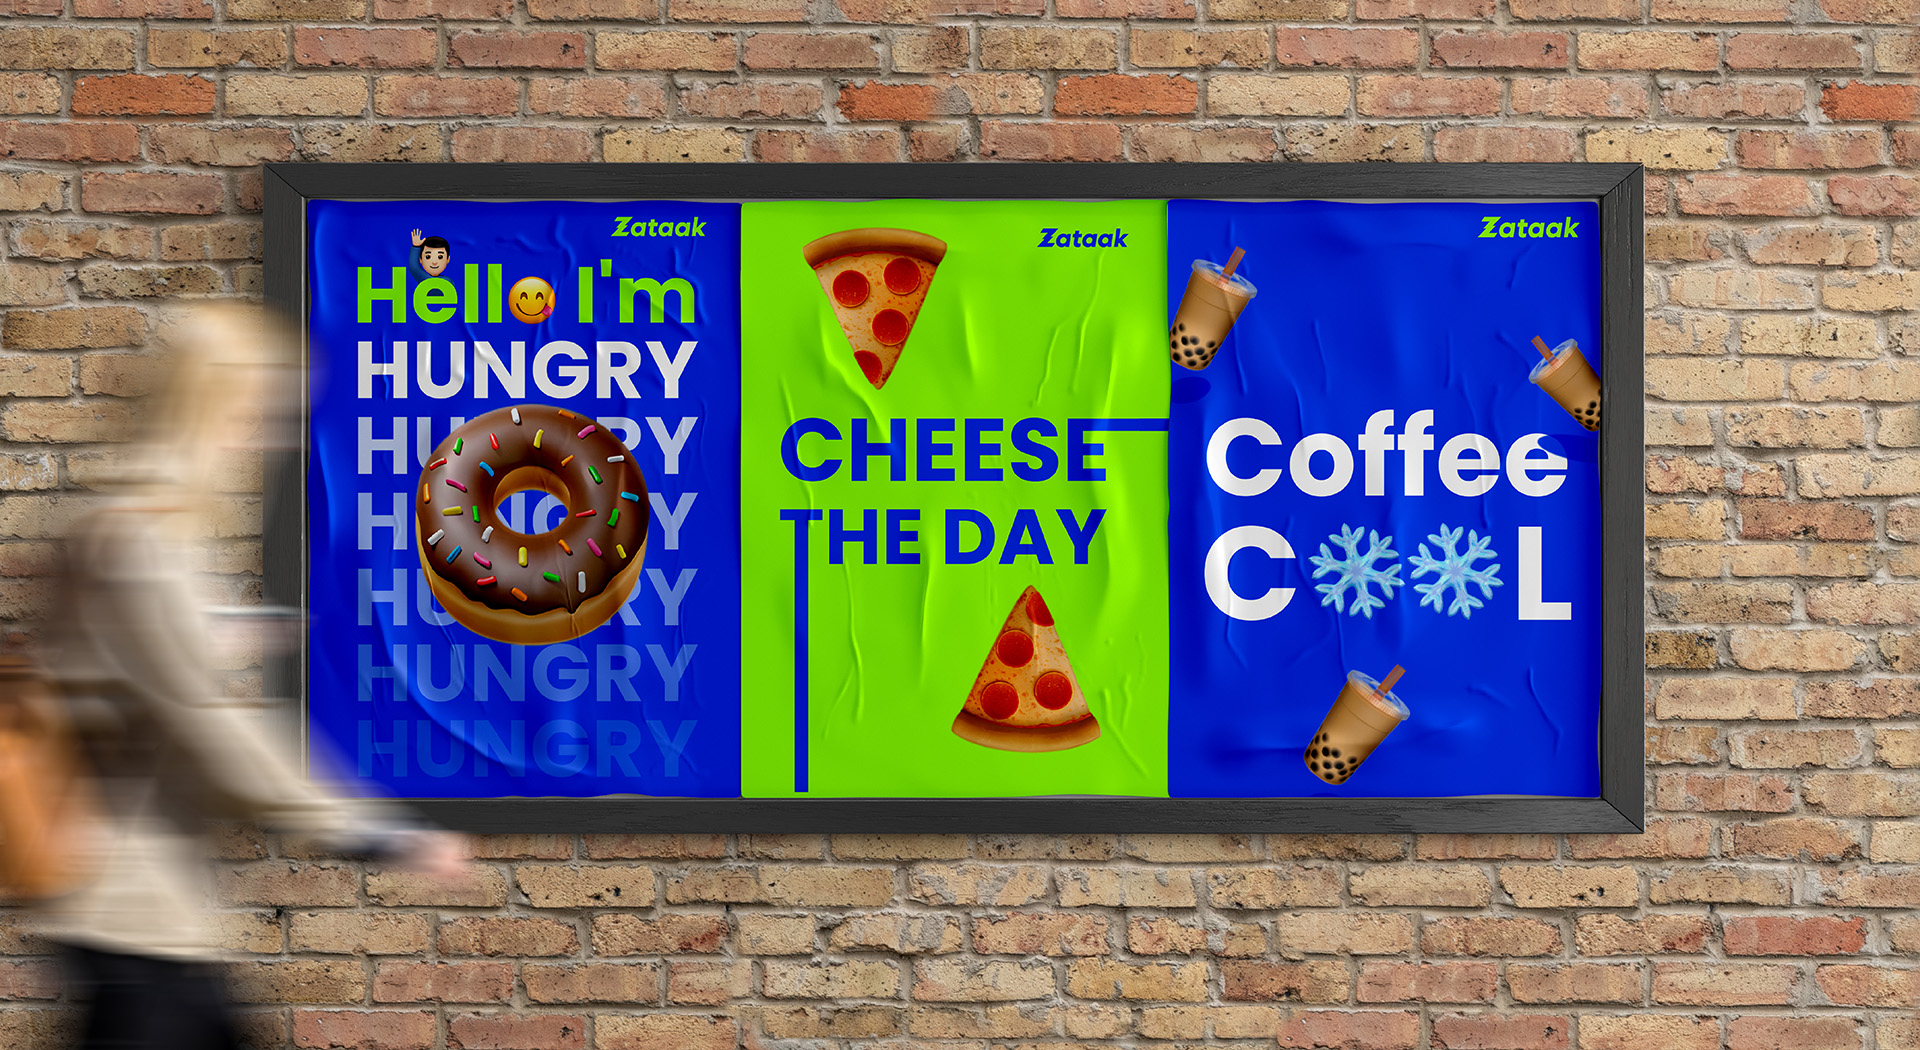 Zataak
Hello I'm
HUNGRY
HUNGRY
HUNGRY
HUNGRY
HUNGRY
HUNGRY
Zataak
CHEESE
THE DAY
Zataak
Coffee
COOL